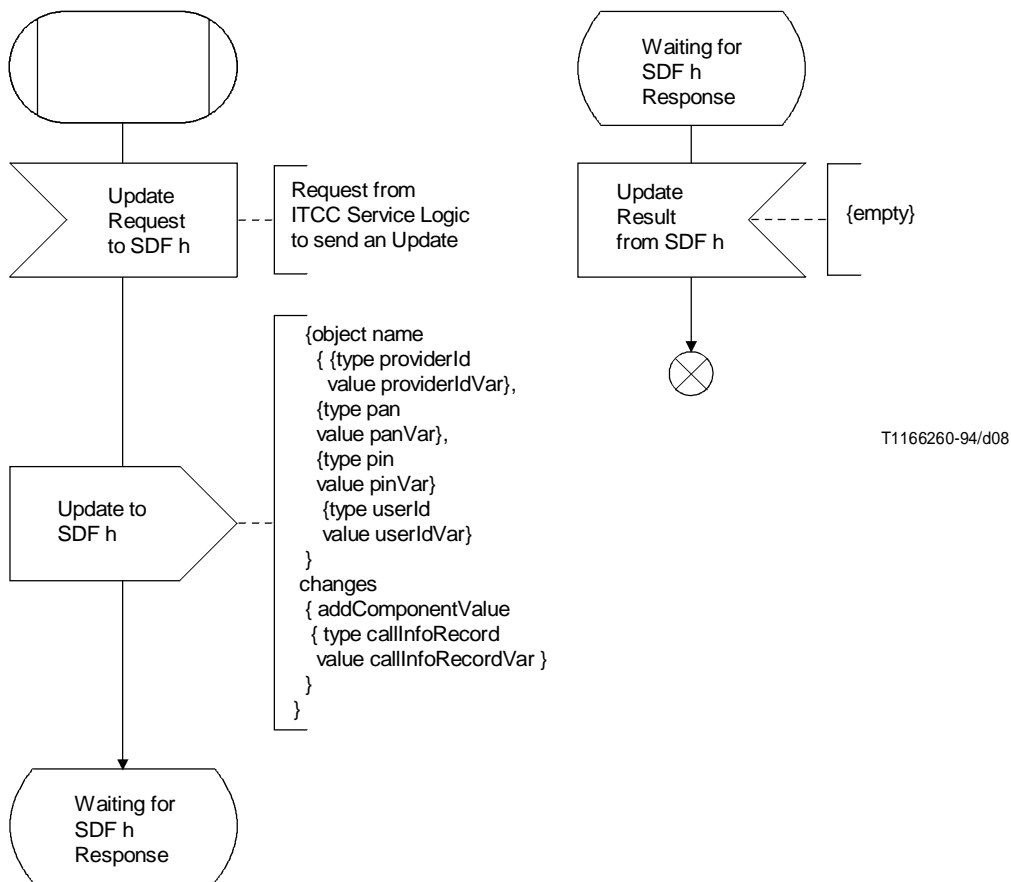 Update
Request
to SDF h
Request from
ITCC Service Logic
to send an Update
{object name
{ {type providerId
value providerIdVar},
{type pan
value panVar},
{type pin
value pinVar}
{type userId
value userIdVar}
}
changes
{ addComponentValue
{ type callInfoRecord
value callInfoRecordVar }
}
}
Update to
SDF h
Waiting for
SDF h
Response
Waiting for
SDF h
Response
Update
Result
from SDF h
{empty}
T1166260-94/d08